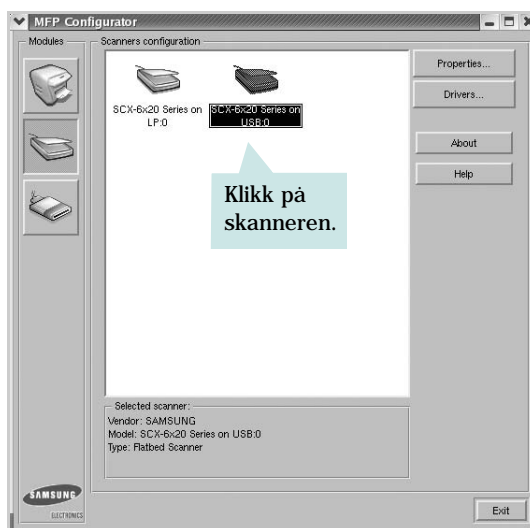 MFP Configurator
Modules
Scanners configuration
SCX-6x20 Series on
LP:0
SCX-6x20 Series on
USB:0
Klikk på
skanneren.
Properties...
Drivers...
About
Help
Selected scanner:
Vendor: SAMSUNG
Model: SCX-6x20 Series on USB:0
Type: Flatbed Scanner
SAMSUNG
ELECTRONICS
Exit